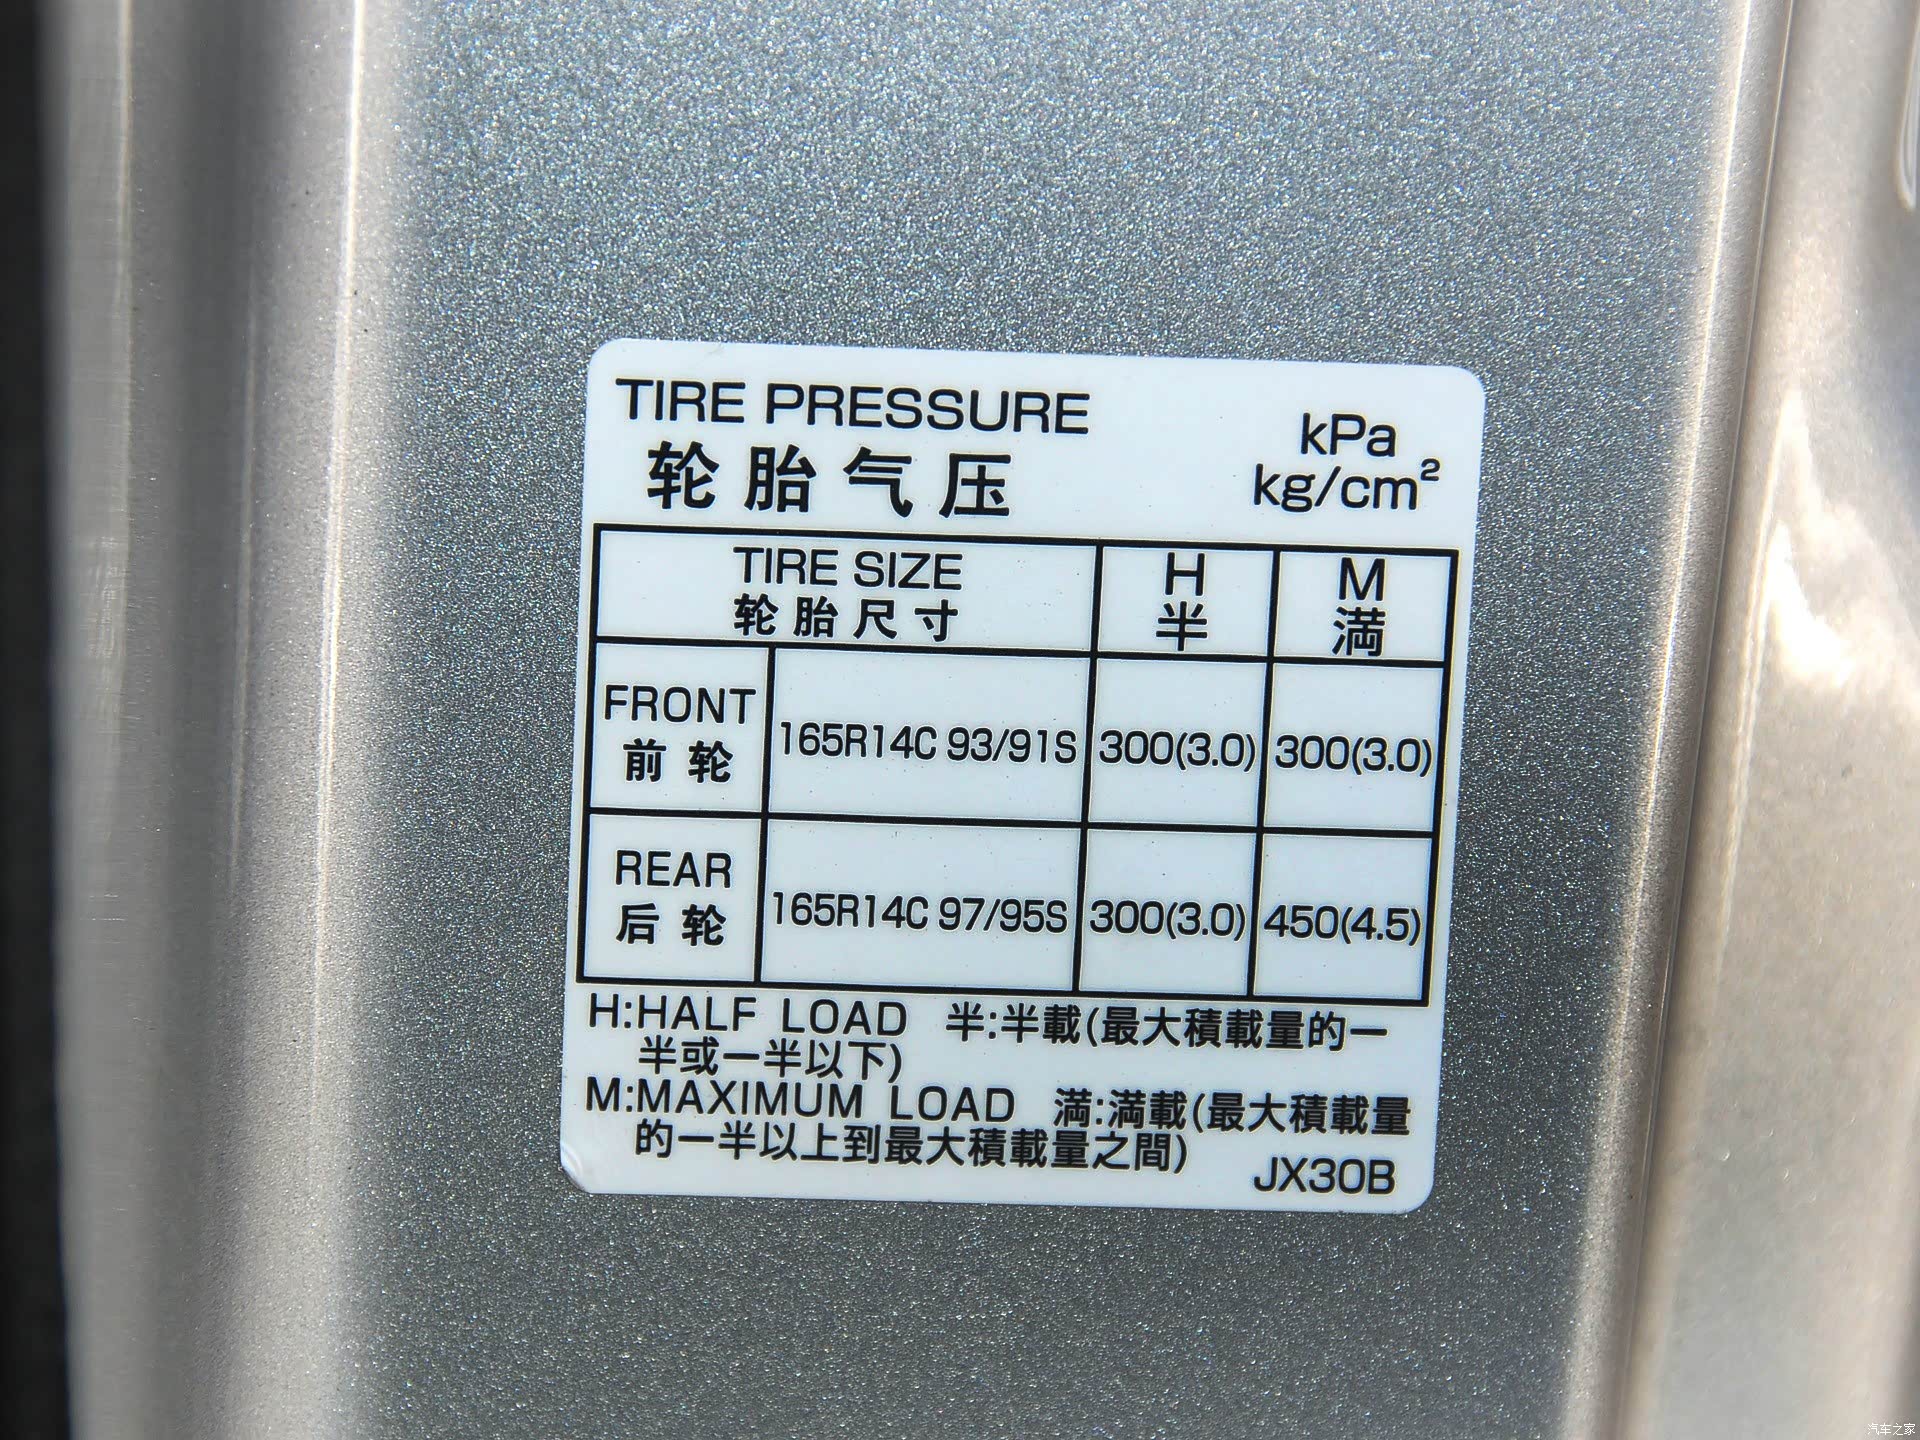 TIRE PRESSURE
轮胎气压
kPa
kg/cm²
TIRE SIZE
轮胎尺寸
H
半
M
満
FRONT
前轮
165R14C 93/91S
300(3.0)
300(3.0)
REAR
后轮
165R14C 97/95S
300(3.0)
450(4.5)
H:HALF LOAD 半:半載(最大積載量的一
半或一半以下)
M:MAXIMUM LOAD 満:満載(最大積載量
的一半以上到最大積載量之間)
JX30B
汽车之家